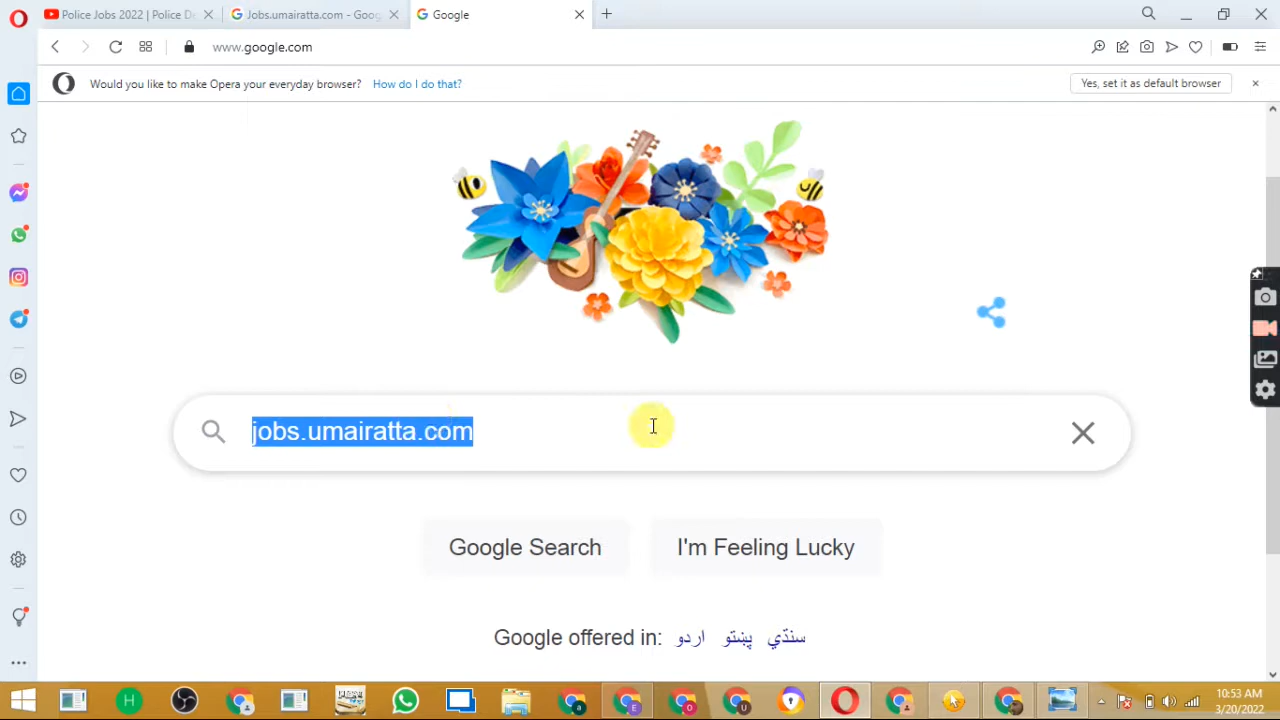 Police Jobs 2022 | Police De
Jobs.umairatta.com - Goog
Google
www.google.com
Would you like to make Opera your everyday browser? How do I do that? Yes, set it as default browser
jobs.umairatta.com
Google Search I'm Feeling Lucky
Google offered in: اردو پښتو سنڌي
10:53 AM
3/20/2022